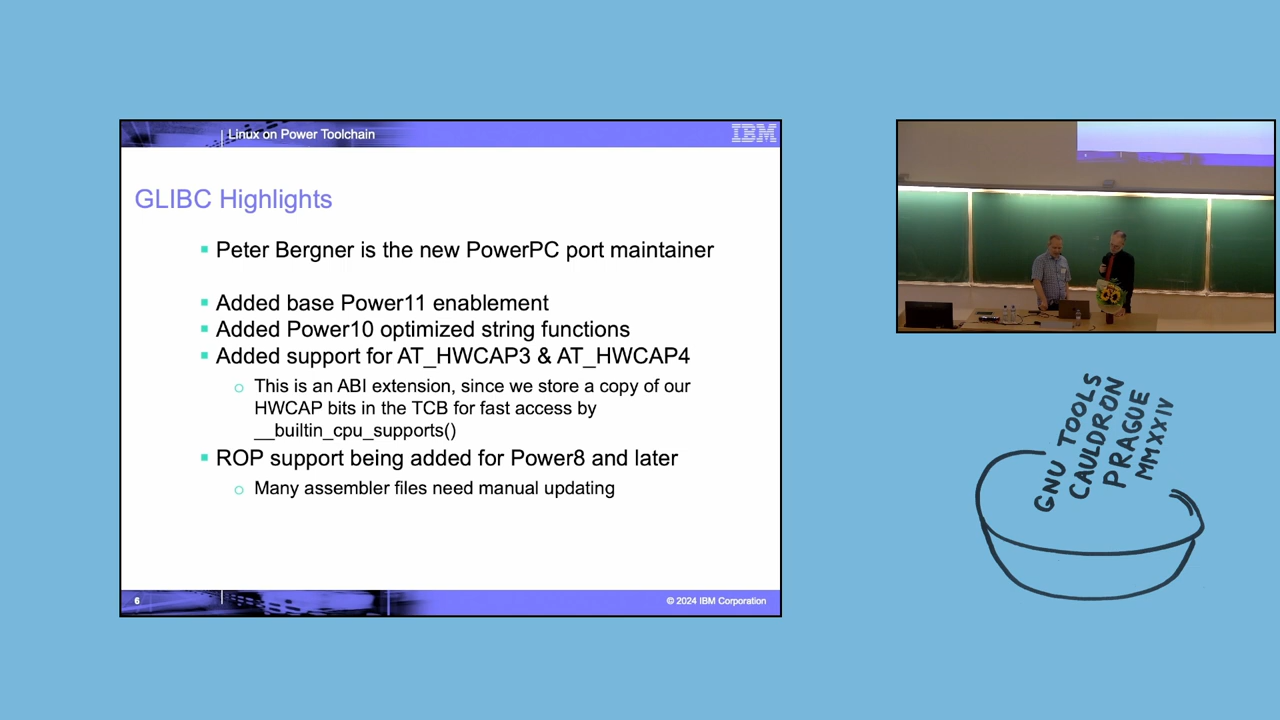 Linux on Power Toolchain
IBM
GLIBC Highlights
Peter Bergner is the new PowerPC port maintainer
Added base Power11 enablement
Added Power10 optimized string functions
Added support for AT_HWCAP3 & AT_HWCAP4
This is an ABI extension, since we store a copy of our
HWCAP bits in the TCB for fast access by
__builtin_cpu_supports()
ROP support being added for Power8 and later
Many assembler files need manual updating
6
© 2024 IBM Corporation
GNU TOOLS
CAULDRON
PRAGUE
MMXXIV